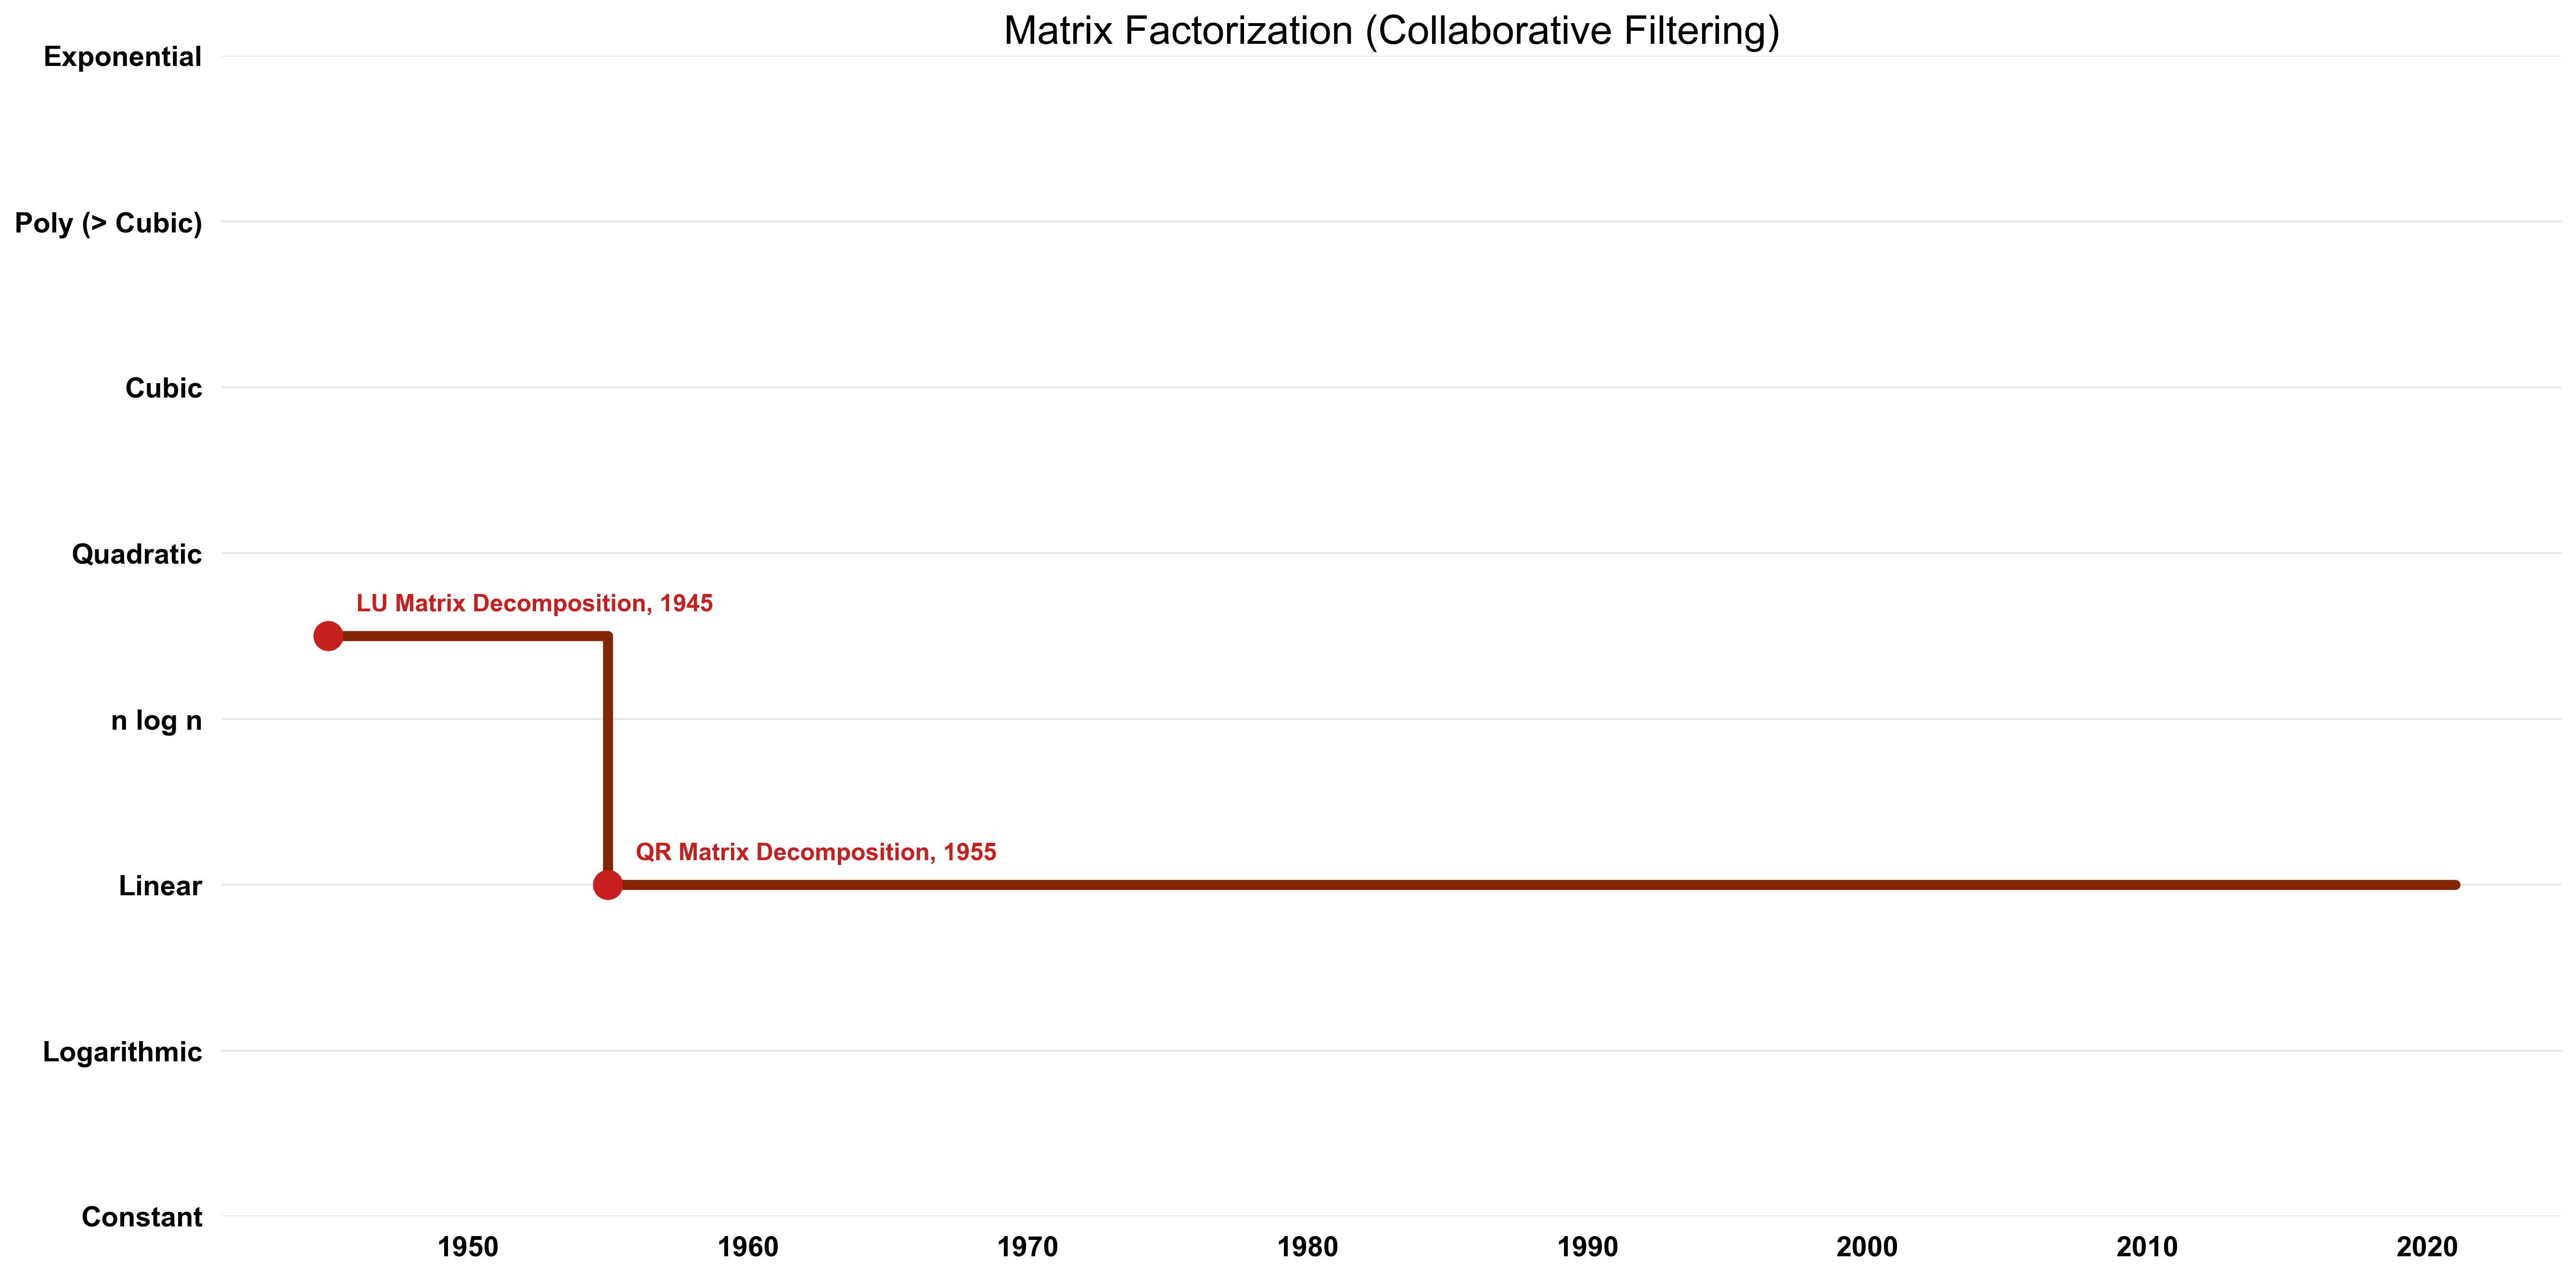 Matrix Factorization (Collaborative Filtering)
Exponential
Poly (> Cubic)
Cubic
Quadratic
LU Matrix Decomposition, 1945
n log n
QR Matrix Decomposition, 1955
Linear
Logarithmic
Constant
1950 1960 1970 1980 1990 2000 2010 2020